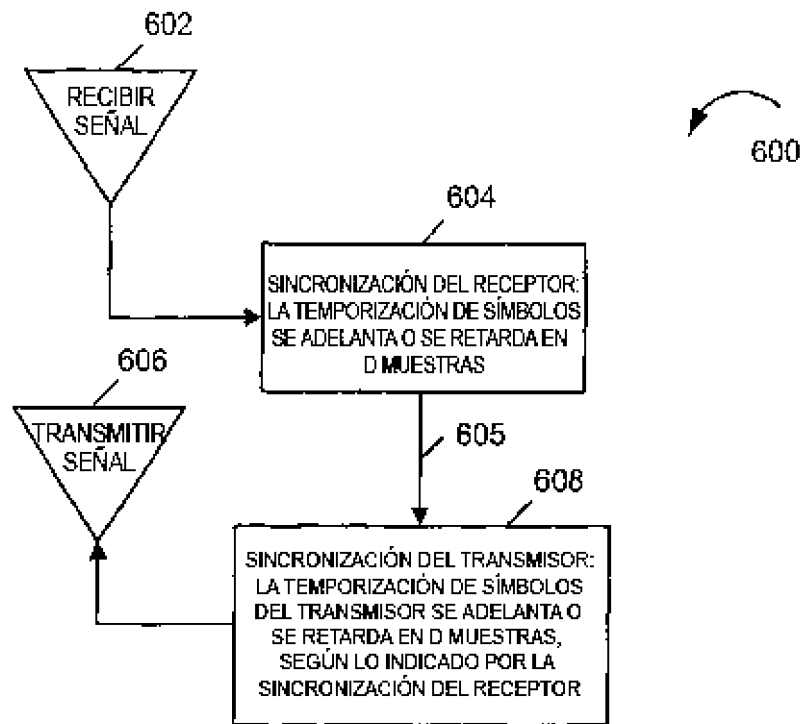 602
RECIBIR
SEÑAL
600
604
SINCRONIZACIÓN DEL RECEPTOR:
LA TEMPORIZACIÓN DE SÍMBOLOS
SE ADELANTA O SE RETARDA EN
D MUESTRAS
606
TRANSMITIR
SEÑAL
605
608
SINCRONIZACIÓN DEL TRANSMISOR:
LA TEMPORIZACIÓN DE SÍMBOLOS
DEL TRANSMISOR SE ADELANTA O
SE RETARDA EN D MUESTRAS,
SEGÚN LO INDICADO POR LA
SINCRONIZACIÓN DEL RECEPTOR